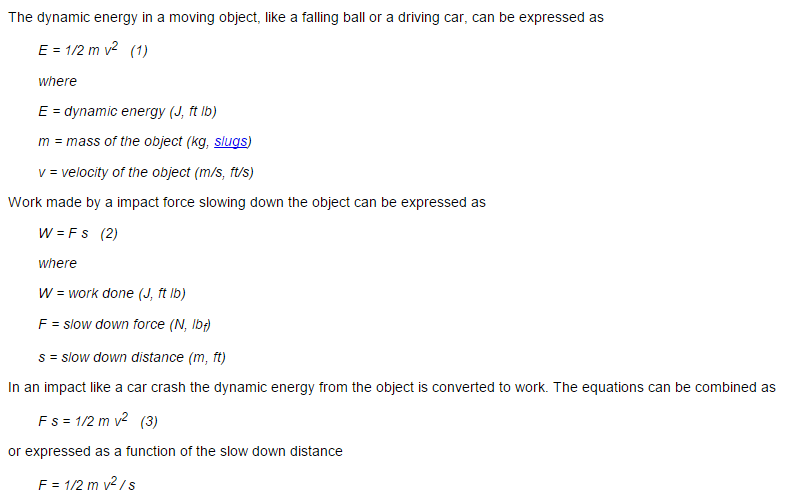 The dynamic energy in a moving object, like a falling ball or a driving car, can be expressed as
E = 1/2 m v² (1)
where
E = dynamic energy (J, ft lb)
m = mass of the object (kg, slugs)
v = velocity of the object (m/s, ft/s)
Work made by a impact force slowing down the object can be expressed as
W = F s (2)
where
W = work done (J, ft lb)
F = slow down force (N, lbf)
s = slow down distance (m, ft)
In an impact like a car crash the dynamic energy from the object is converted to work. The equations can be combined as
F s = 1/2 m v² (3)
or expressed as a function of the slow down distance
F = 1/2 m v² / s